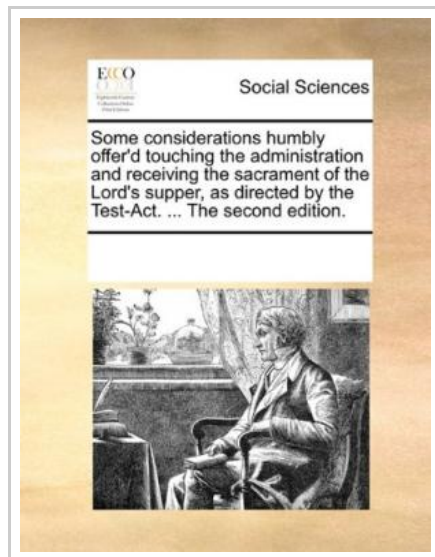 ECCO
Social Sciences
Some considerations humbly
offer'd touching the administration
and receiving the sacrament of the
Lord's supper, as directed by the
Test-Act. ... The second edition.